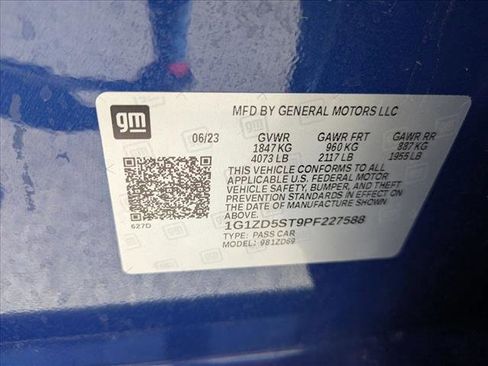 gm
MFD BY GENERAL MOTORS LLC
06/23 GVWR GAWR FRT GAWR RR
1847 KG 960 KG 887 KG
4073 LB 2117 LB 1955 LB
THIS VEHICLE CONFORMS TO ALL
APPLICABLE U.S. FEDERAL MOTOR
VEHICLE SAFETY, BUMPER, AND THEFT
PREVENTION STANDARDS IN EFFECT
ON THE DATE OF MANUFACTURE SHOWN
ABOVE.
627D
1G1ZD5ST9PF227588
TYPE: PASS CAR
MODEL: 9B1ZD69